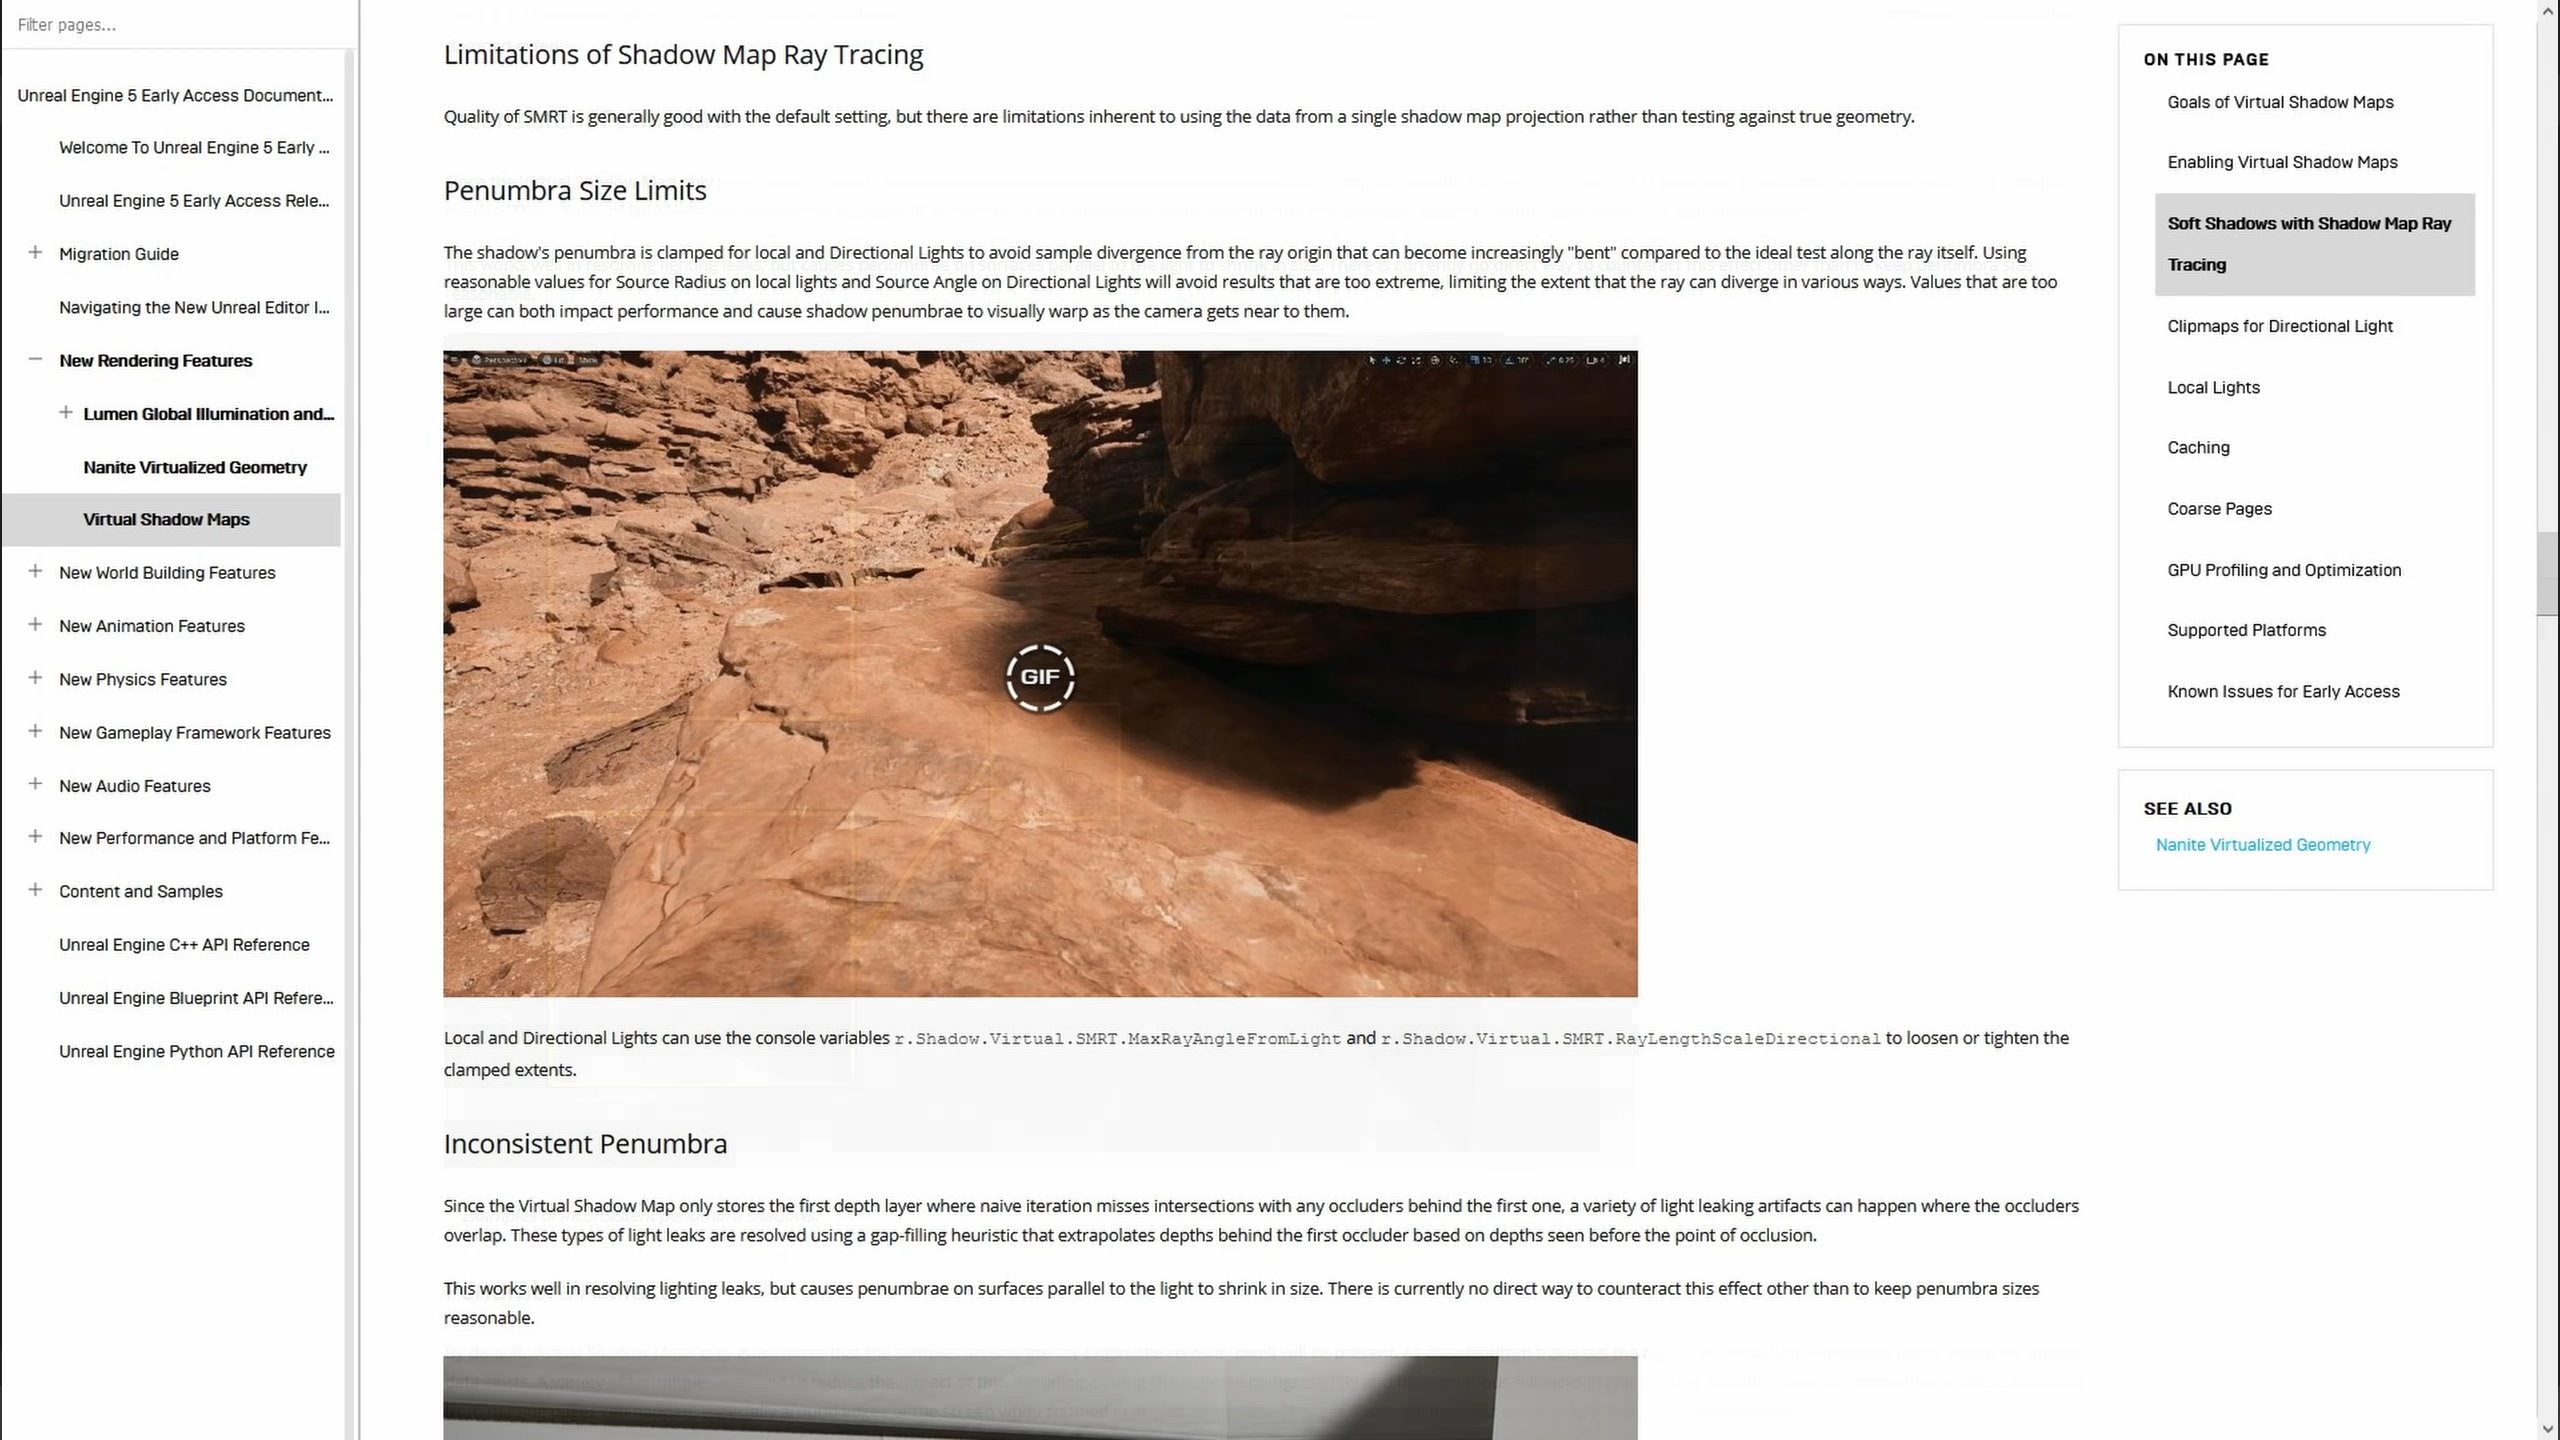 Filter pages...
Unreal Engine 5 Early Access Document...
Welcome To Unreal Engine 5 Early ...
Unreal Engine 5 Early Access Rele...
Migration Guide
Navigating the New Unreal Editor I...
New Rendering Features
Lumen Global Illumination and...
Nanite Virtualized Geometry
Virtual Shadow Maps
New World Building Features
New Animation Features
New Physics Features
New Gameplay Framework Features
New Audio Features
New Performance and Platform Fe...
Content and Samples
Unreal Engine C++ API Reference
Unreal Engine Blueprint API Refere...
Unreal Engine Python API Reference
Limitations of Shadow Map Ray Tracing
Quality of SMRT is generally good with the default setting, but there are limitations inherent to using the data from a single shadow map projection rather than testing against true geometry.
Penumbra Size Limits
The shadow's penumbra is clamped for local and Directional Lights to avoid sample divergence from the ray origin that can become increasingly "bent" compared to the ideal test along the ray itself. Using
reasonable values for Source Radius on local lights and Source Angle on Directional Lights will avoid results that are too extreme, limiting the extent that the ray can diverge in various ways. Values that are too
large can both impact performance and cause shadow penumbrae to visually warp as the camera gets near to them.
GIF
Local and Directional Lights can use the console variables r.Shadow.Virtual.SMRT.MaxRayAngleFromLight and r.Shadow.Virtual.SMRT.RayLengthScaleDirectional to loosen or tighten the
clamped extents.
Inconsistent Penumbra
Since the Virtual Shadow Map only stores the first depth layer where naive iteration misses intersections with any occluders behind the first one, a variety of light leaking artifacts can happen where the occluders
overlap. These types of light leaks are resolved using a gap-filling heuristic that extrapolates depths behind the first occluder based on depths seen before the point of occlusion.
This works well in resolving lighting leaks, but causes penumbrae on surfaces parallel to the light to shrink in size. There is currently no direct way to counteract this effect other than to keep penumbra sizes
reasonable.
ON THIS PAGE
Goals of Virtual Shadow Maps
Enabling Virtual Shadow Maps
Soft Shadows with Shadow Map Ray
Tracing
Clipmaps for Directional Light
Local Lights
Caching
Coarse Pages
GPU Profiling and Optimization
Supported Platforms
Known Issues for Early Access
SEE ALSO
Nanite Virtualized Geometry